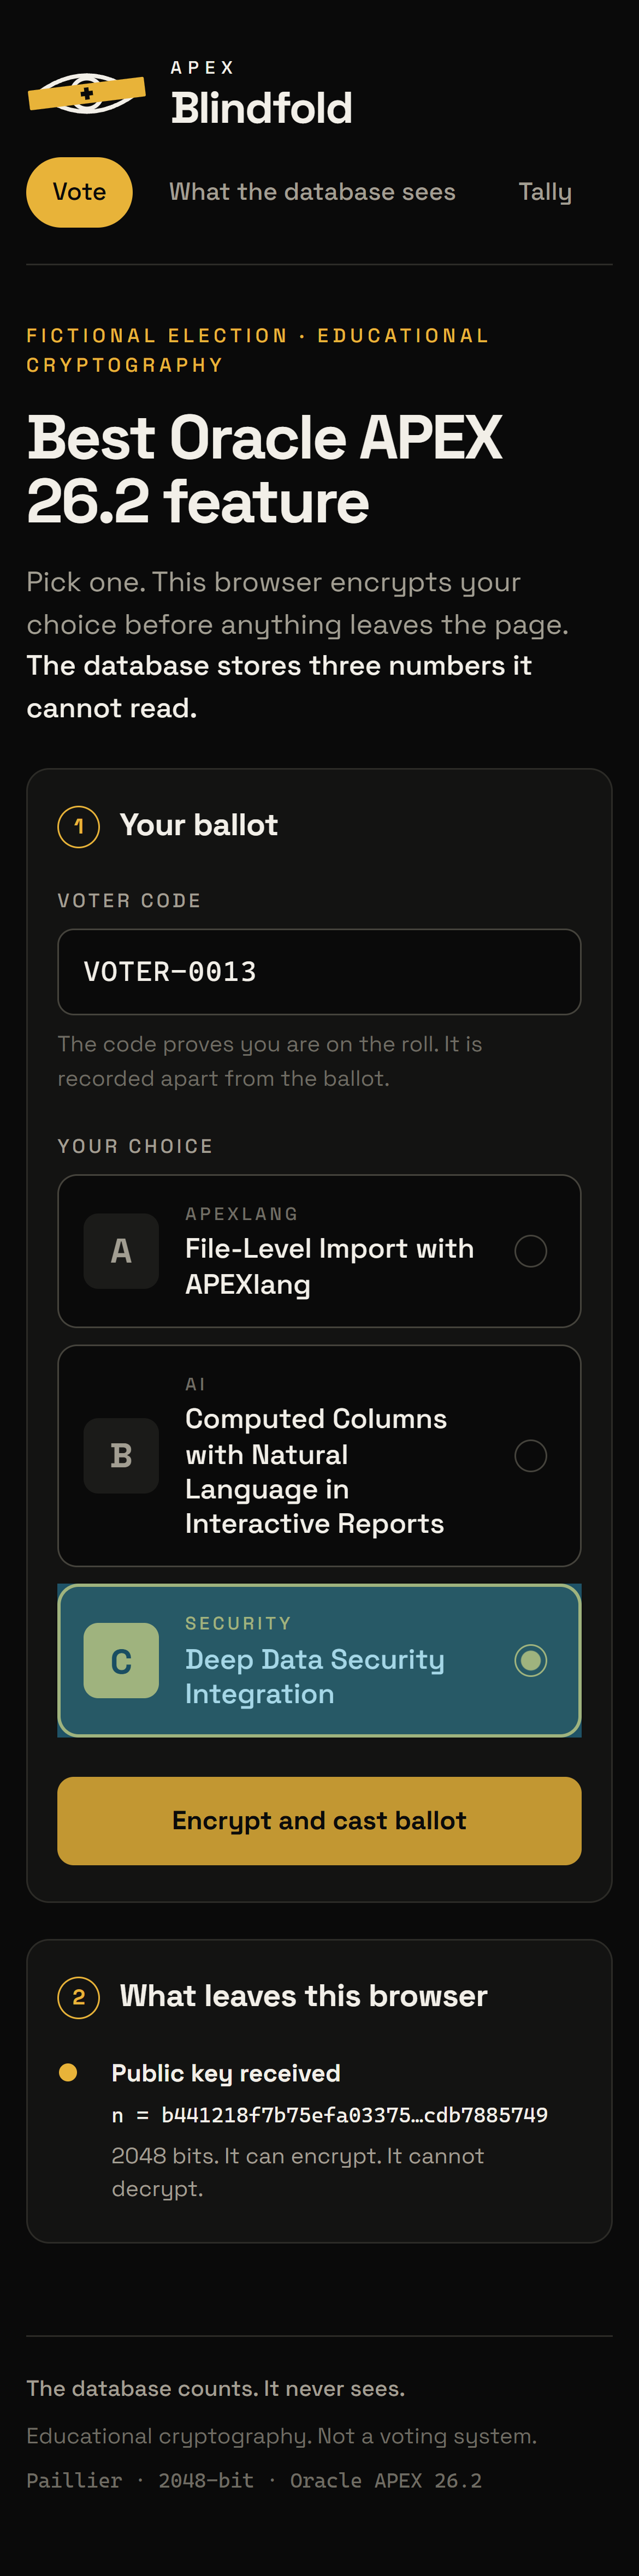 APEX
Blindfold
Vote
What the database sees
Tally
FICTIONAL ELECTION · EDUCATIONAL
CRYPTOGRAPHY
Best Oracle APEX
26.2 feature
Pick one. This browser encrypts your
choice before anything leaves the page.
The database stores three numbers it
cannot read.
1 Your ballot
VOTER CODE
VOTER-0013
The code proves you are on the roll. It is
recorded apart from the ballot.
YOUR CHOICE
A
APEXLANG
File-Level Import with
APEXlang
B
AI
Computed Columns
with Natural
Language in
Interactive Reports
C
SECURITY
Deep Data Security
Integration
Encrypt and cast ballot
2 What leaves this browser
Public key received
n = b441218f7b75efa03375…cdb7885749
2048 bits. It can encrypt. It cannot
decrypt.
The database counts. It never sees.
Educational cryptography. Not a voting system.
Paillier · 2048-bit · Oracle APEX 26.2